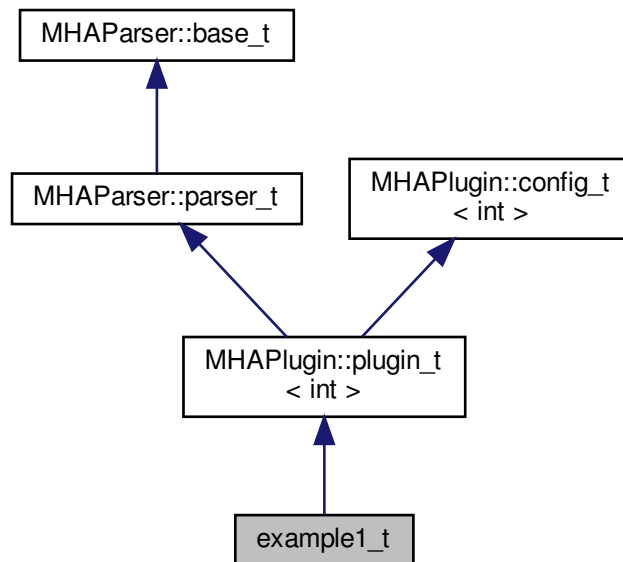 MHAParser::base_t
MHAParser::parser_t
MHAPlugin::config_t
< int >
MHAPlugin::plugin_t
< int >
example1_t